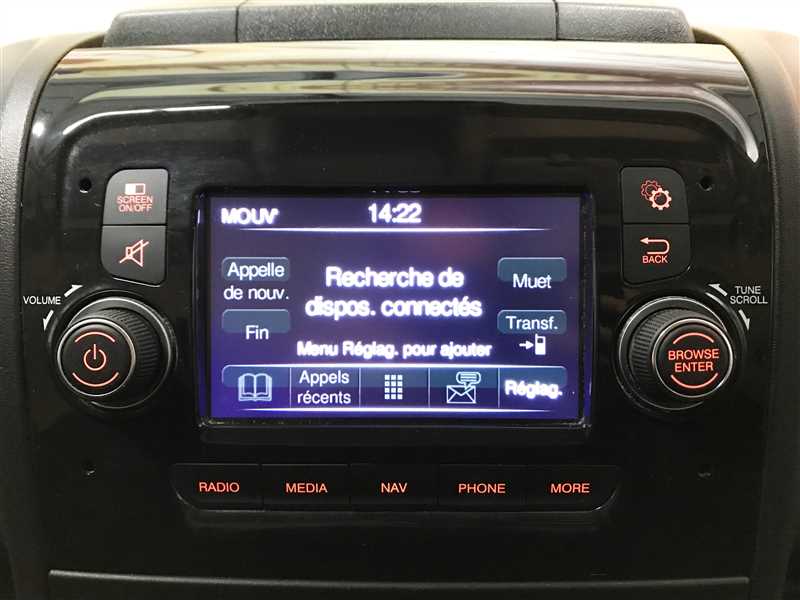 SCREEN
ON/OFF
MOUV'
14:22
BACK
VOLUME
TUNE
SCROLL
Appelle
de nouv.
Recherche de
dispos. connectés
Muet
Fin
Transf.
Menu Réglag. pour ajouter
BROWSE
ENTER
Appels
récents
Réglag.
RADIO
MEDIA
NAV
PHONE
MORE